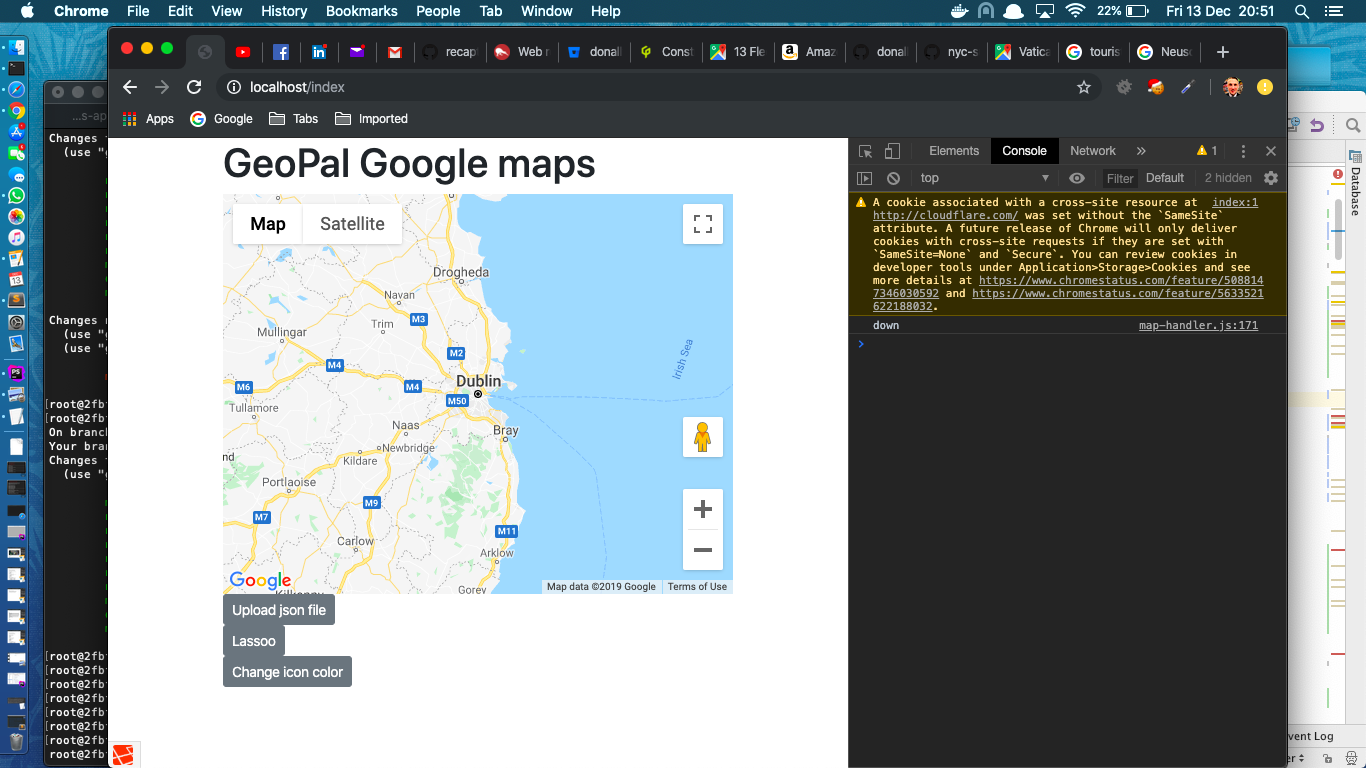 Chrome File Edit View History Bookmarks People Tab Window Help 22% Fri 13 Dec 20:51
recap Web r donal Const 13 Fle Amaz donal nyc-s Vatica touris Neus
localhost/index
Apps Google Tabs Imported
...s-ap
Changes
(use "
Changes
(use "
(use "
[root@2fb
[root@2fb
On branc
Your bran
Changes
(use "
[root@2fb
[root@2fb
[root@2fb
[root@2fb
[root@2fb
[root@2fb
[root@2fb
root@2fb
GeoPal Google maps
Map Satellite
Drogheda
Navan
M3
Trim
Mullingar
M2
M4
Irish Sea
Dublin
M6
M4
M50
Tullamore
Naas
Bray
Newbridge
nd
Kildare
Portlaoise
M9
M7
M11
Carlow
Arklow
Google
Kilkenny
Gorey
Map data ©2019 Google Terms of Use
Upload json file
Lassoo
Change icon color
Elements Console Network » 1
top Filter Default 2 hidden
A cookie associated with a cross-site resource at index:1
http://cloudflare.com/ was set without the `SameSite`
attribute. A future release of Chrome will only deliver
cookies with cross-site requests if they are set with
`SameSite=None` and `Secure`. You can review cookies in
developer tools under Application>Storage>Cookies and see
more details at https://www.chromestatus.com/feature/508814
7346030592 and https://www.chromestatus.com/feature/5633521
622188032.
down map-handler.js:171
Database
vent Log
er